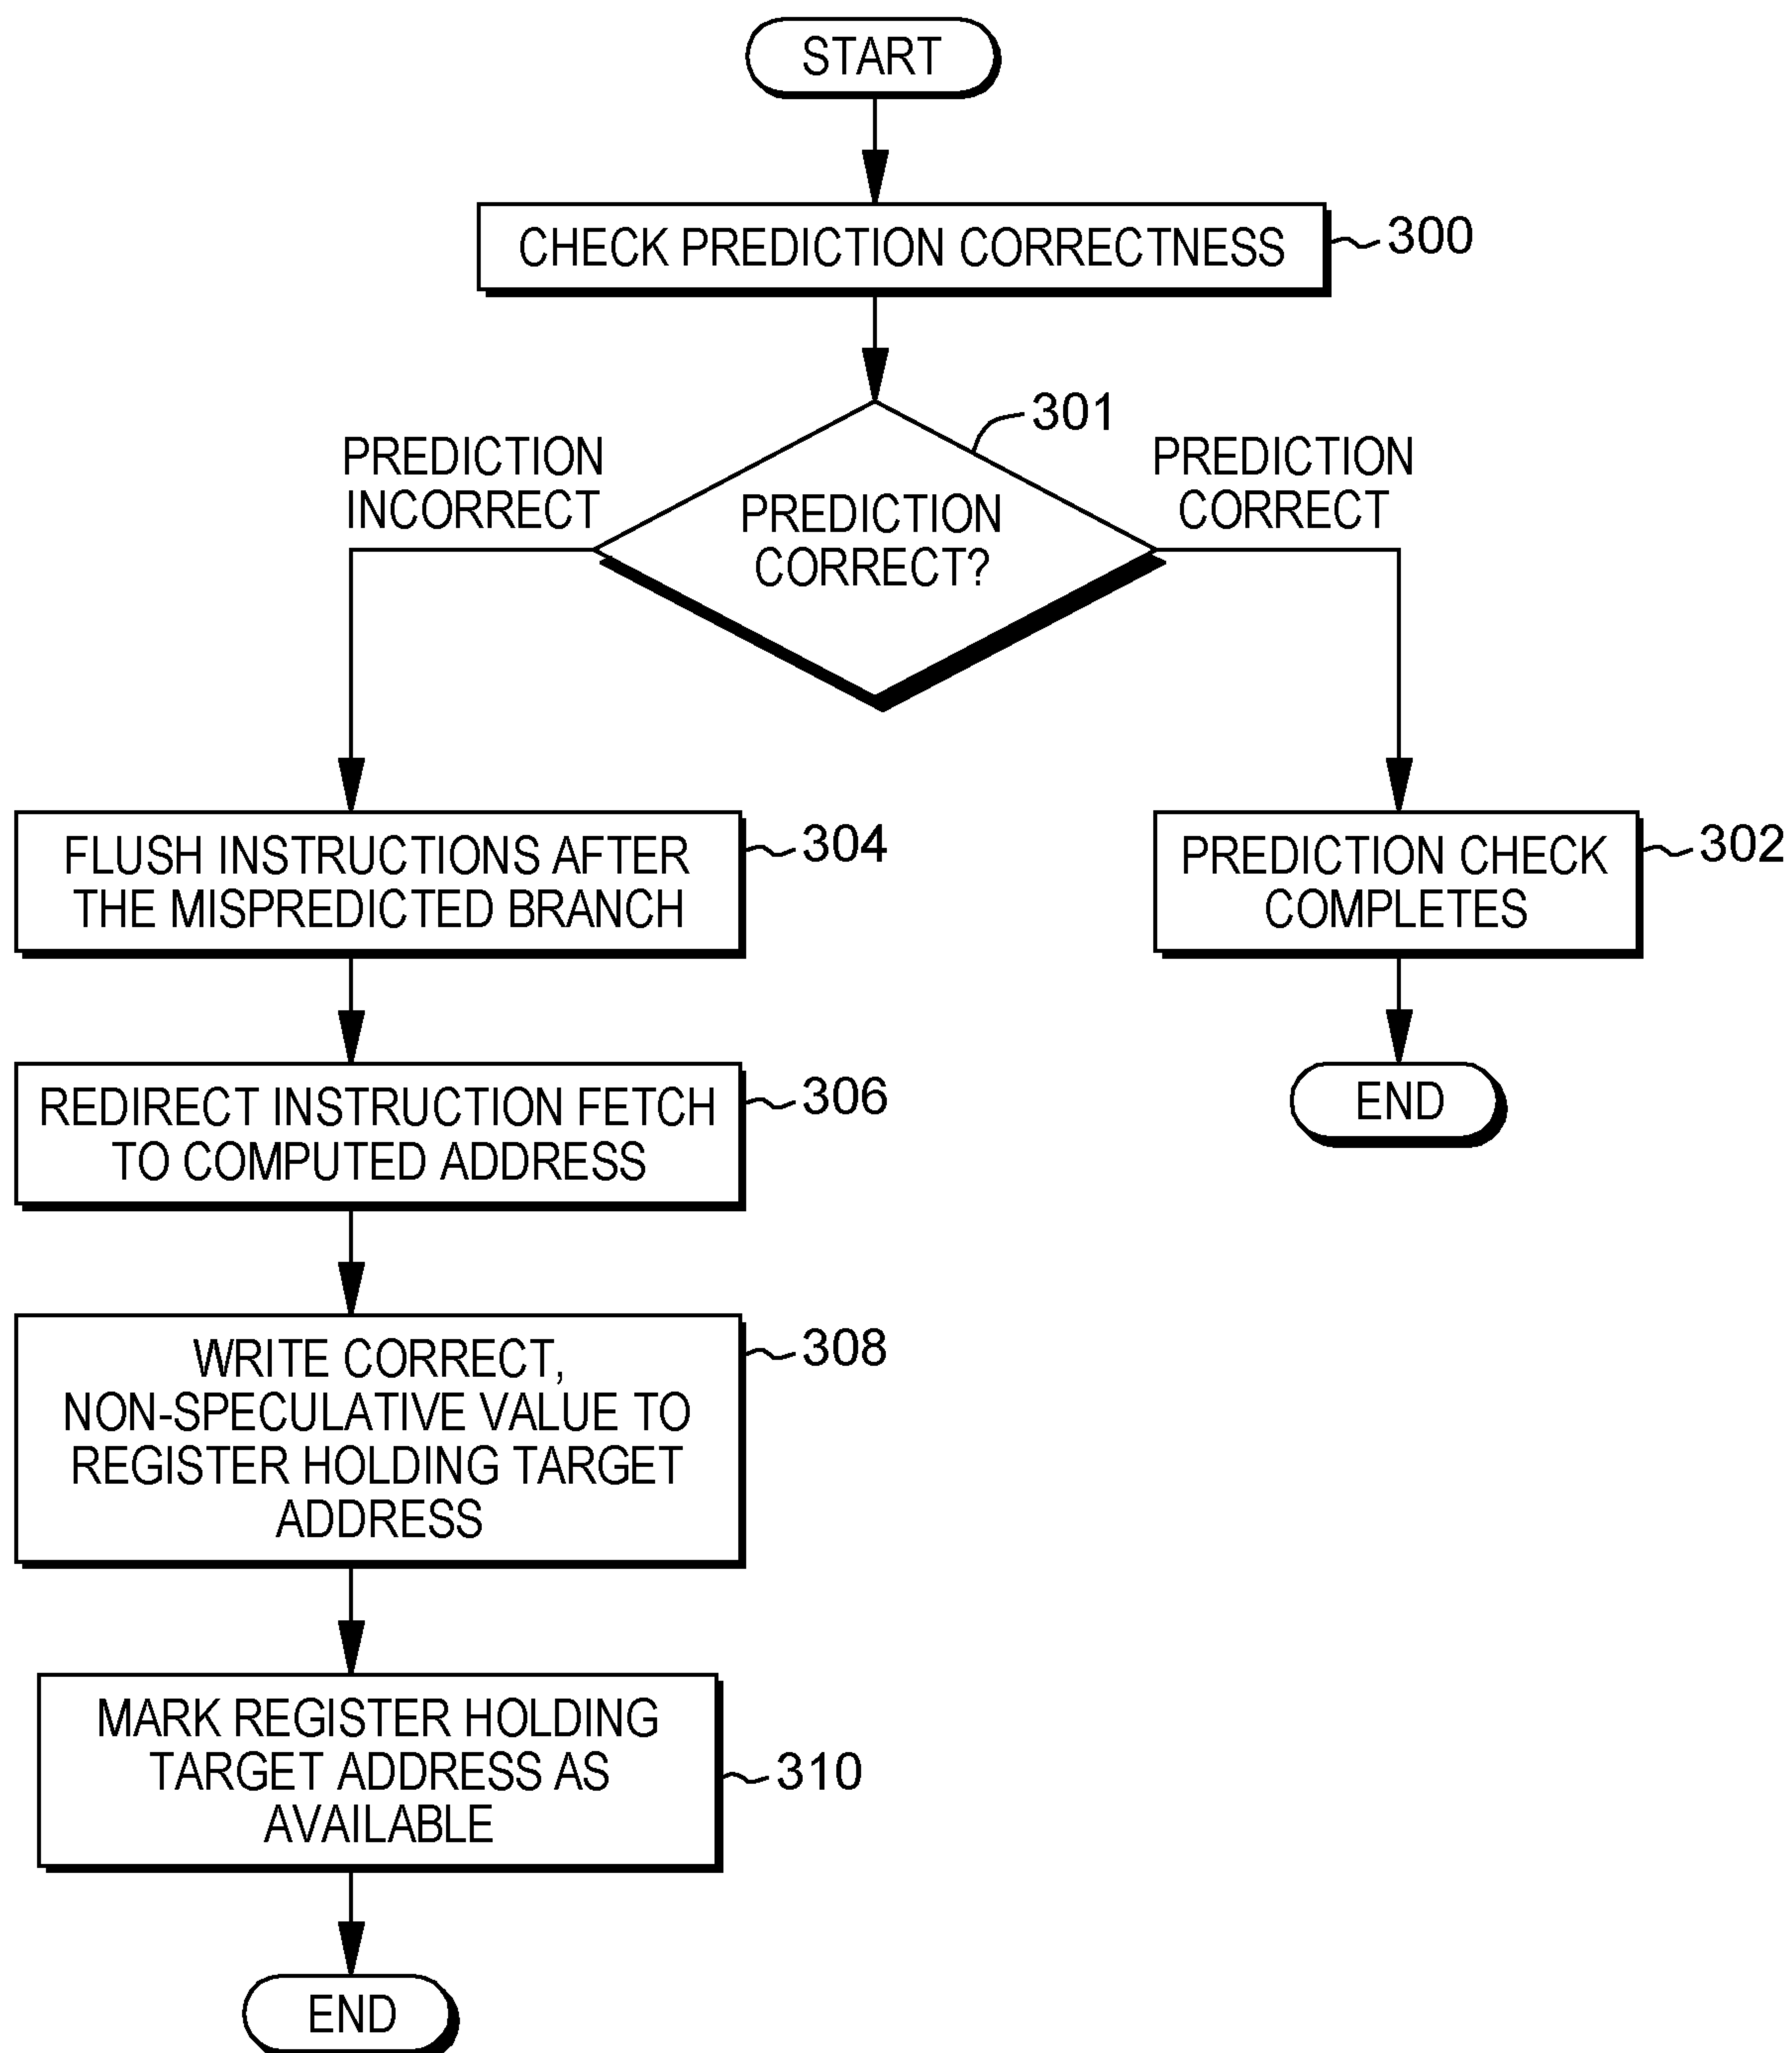 START
CHECK PREDICTION CORRECTNESS
300
301
PREDICTION
INCORRECT
PREDICTION
CORRECT?
PREDICTION
CORRECT
FLUSH INSTRUCTIONS AFTER
THE MISPREDICTED BRANCH
304
PREDICTION CHECK
COMPLETES
302
REDIRECT INSTRUCTION FETCH
TO COMPUTED ADDRESS
306
END
WRITE CORRECT,
NON-SPECULATIVE VALUE TO
REGISTER HOLDING TARGET
ADDRESS
308
MARK REGISTER HOLDING
TARGET ADDRESS AS
AVAILABLE
310
END